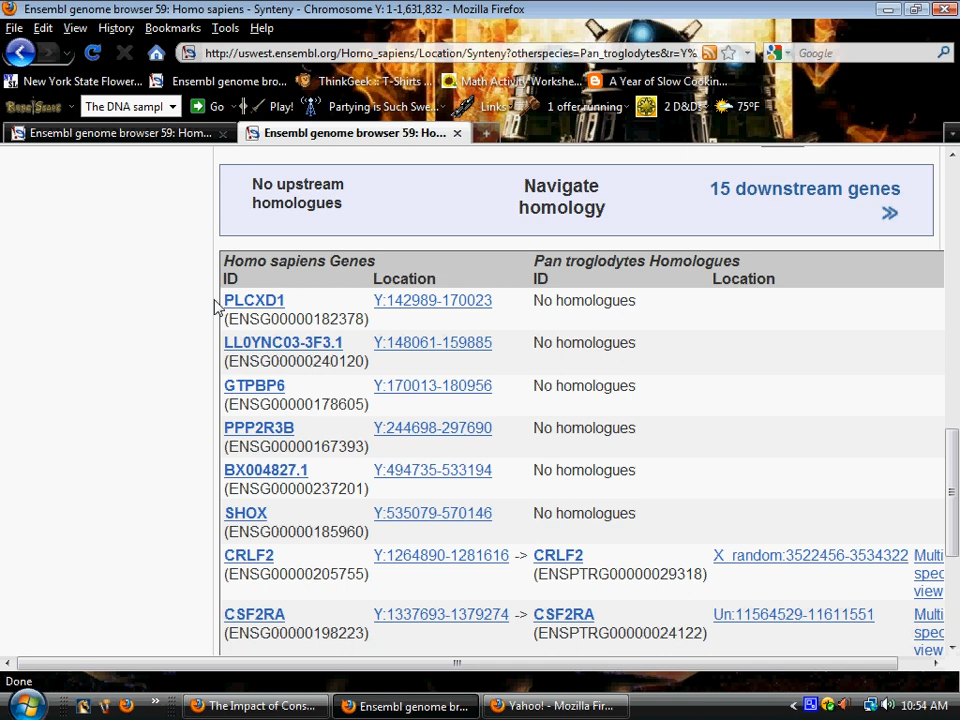 Ensembl genome browser 59: Homo sapiens - Synteny - Chromosome Y: 1-1,631,832 - Mozilla Firefox
File Edit View History Bookmarks Tools Help
http://uswest.ensembl.org/Homo_sapiens/Location/Synteny?otherspecies=Pan_troglodytes&r=Y% Google
New York State Flower... Ensembl genome bro... ThinkGeek :: T-Shirts ... Math Activity Workshe... A Year of Slow Cookin...
The DNA sampl Go Play! Partying is Such Swe... Links 1 offer running 2 D&D: 75ºF
Ensembl genome browser 59: Hom... Ensembl genome browser 59: Ho...
No upstream homologues Navigate homology 15 downstream genes
Homo sapiens Genes Pan troglodytes Homologues
ID Location ID Location
PLCXD1 Y:142989-170023 No homologues
(ENSG00000182378)
LL0YNC03-3F3.1 Y:148061-159885 No homologues
(ENSG00000240120)
GTPBP6 Y:170013-180956 No homologues
(ENSG00000178605)
PPP2R3B Y:244698-297690 No homologues
(ENSG00000167393)
BX004827.1 Y:494735-533194 No homologues
(ENSG00000237201)
SHOX Y:535079-570146 No homologues
(ENSG00000185960)
CRLF2 Y:1264890-1281616 -> CRLF2 X_random:3522456-3534322 Multi
(ENSG00000205755) (ENSPTRG00000029318) spec
view
CSF2RA Y:1337693-1379274 -> CSF2RA Un:11564529-11611551 Multi
(ENSG00000198223) (ENSPTRG00000024122) spec
view
Done
The Impact of Cons... Ensembl genome br... Yahoo! - Mozilla Fir... 10:54 AM